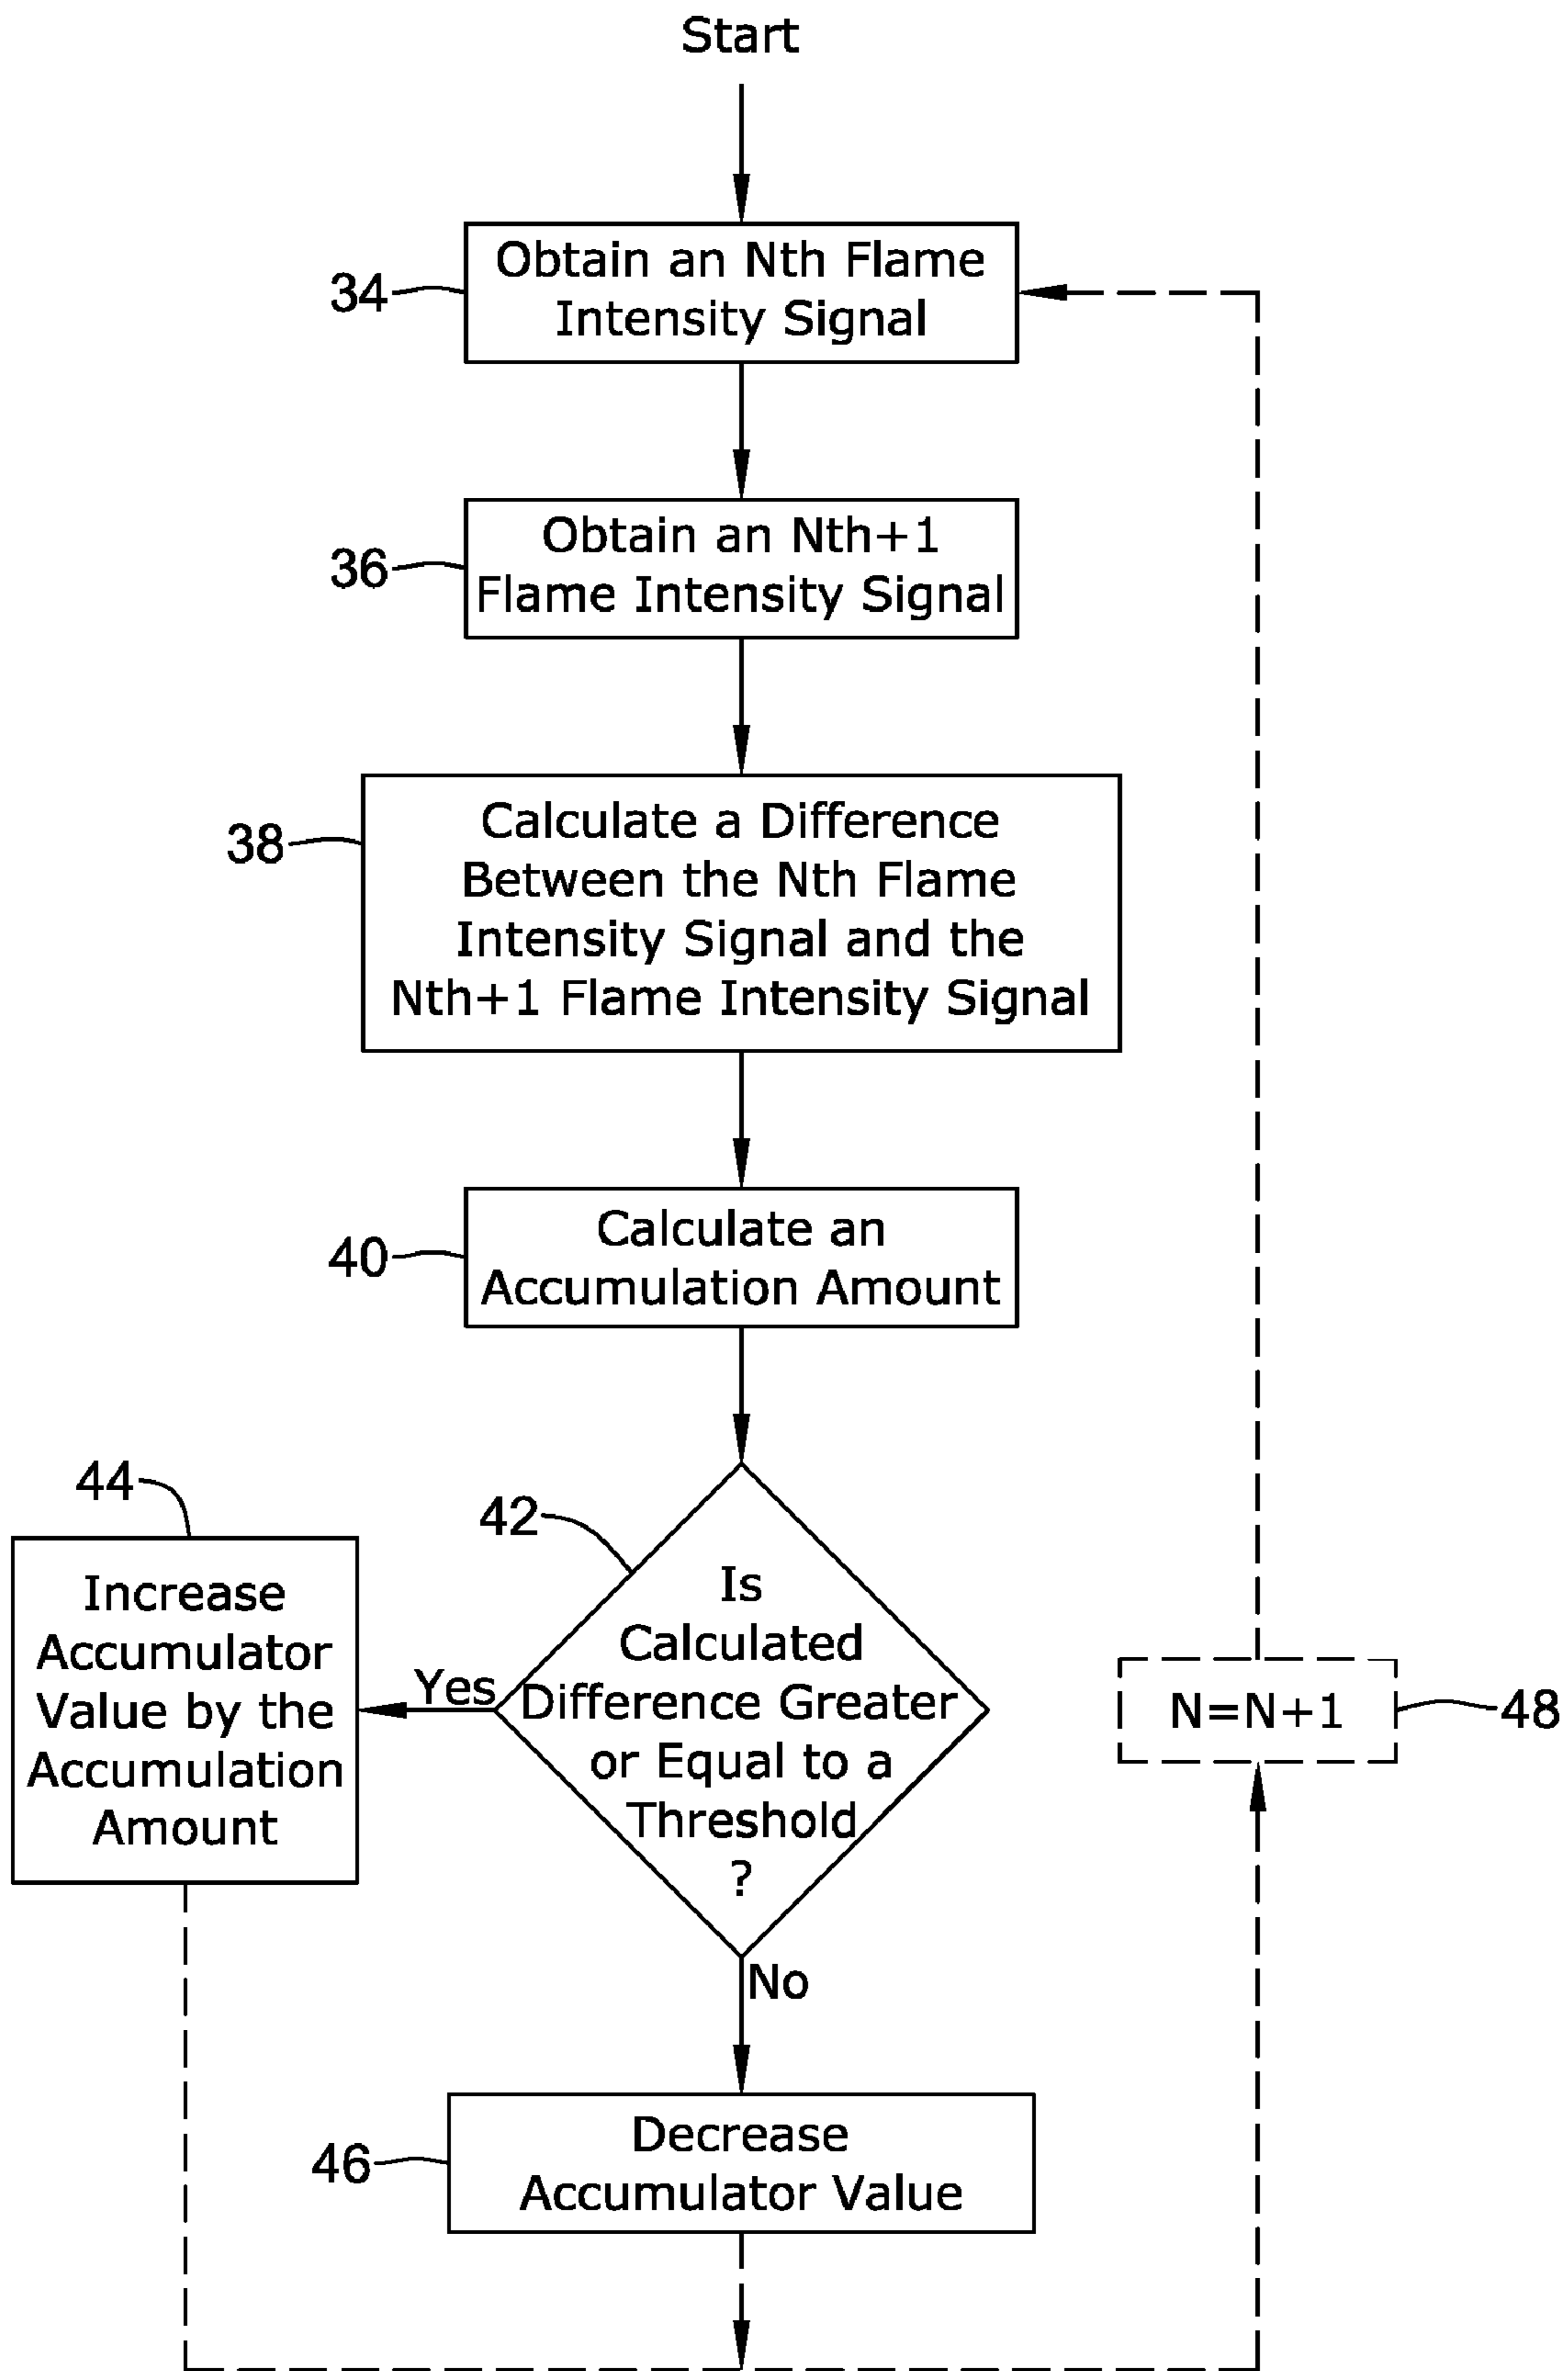 Start
34
Obtain an Nth Flame
Intensity Signal
36
Obtain an Nth+1
Flame Intensity Signal
38
Calculate a Difference
Between the Nth Flame
Intensity Signal and the
Nth+1 Flame Intensity Signal
40
Calculate an
Accumulation Amount
44
Increase
Accumulator
Value by the
Accumulation
Amount
Yes
42
Is
Calculated
Difference Greater
or Equal to a
Threshold
?
N=N+1
48
No
46
Decrease
Accumulator Value